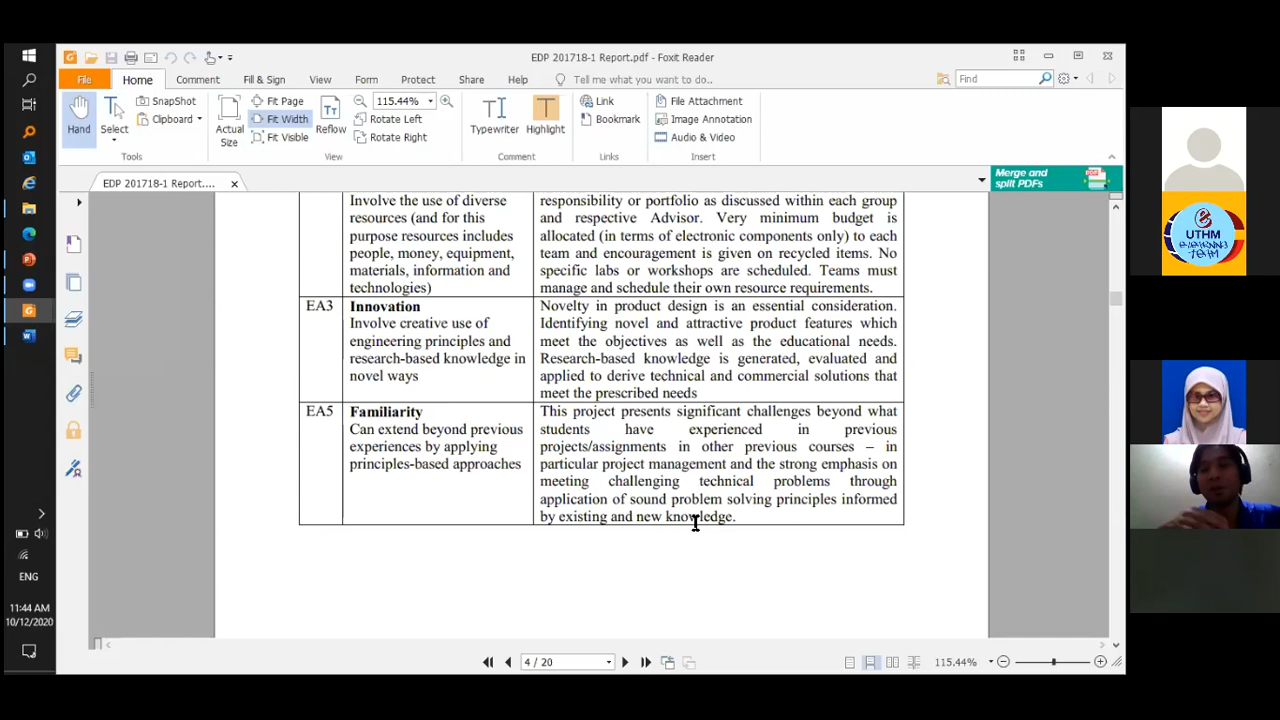 EDP 201718-1 Report.pdf - Foxit Reader
File Home Comment Fill & Sign View Form Protect Share Help Tell me what you want to do.. Find
SnapShot
Clipboard
Hand
Select
Tools
Actual
Size
Fit Page
Fit Width
Fit Visible
Reflow
115.44%
Rotate Left
Rotate Right
View
Typewriter
Highlight
Comment
Link
Bookmark
Links
File Attachment
Image Annotation
Audio & Video
Insert
EDP 201718-1 Report....
Merge and
split PDFs
PDF
Involve the use of diverse
resources (and for this
purpose resources includes
people, money, equipment,
materials, information and
technologies)
responsibility or portfolio as discussed within each group
and respective Advisor. Very minimum budget is
allocated (in terms of electronic components only) to each
team and encouragement is given on recycled items. No
specific labs or workshops are scheduled. Teams must
manage and schedule their own resource requirements.
EA3
Innovation
Involve creative use of
engineering principles and
research-based knowledge in
novel ways
Novelty in product design is an essential consideration.
Identifying novel and attractive product features which
meet the objectives as well as the educational needs.
Research-based knowledge is generated, evaluated and
applied to derive technical and commercial solutions that
meet the prescribed needs
EA5
Familiarity
Can extend beyond previous
experiences by applying
principles-based approaches
This project presents significant challenges beyond what
students have experienced in previous
projects/assignments in other previous courses – in
particular project management and the strong emphasis on
meeting challenging technical problems through
application of sound problem solving principles informed
by existing and new knowledge.
4 / 20
115.44%
ENG
11:44 AM
10/12/2020
UTHM
e-learning
TEAM